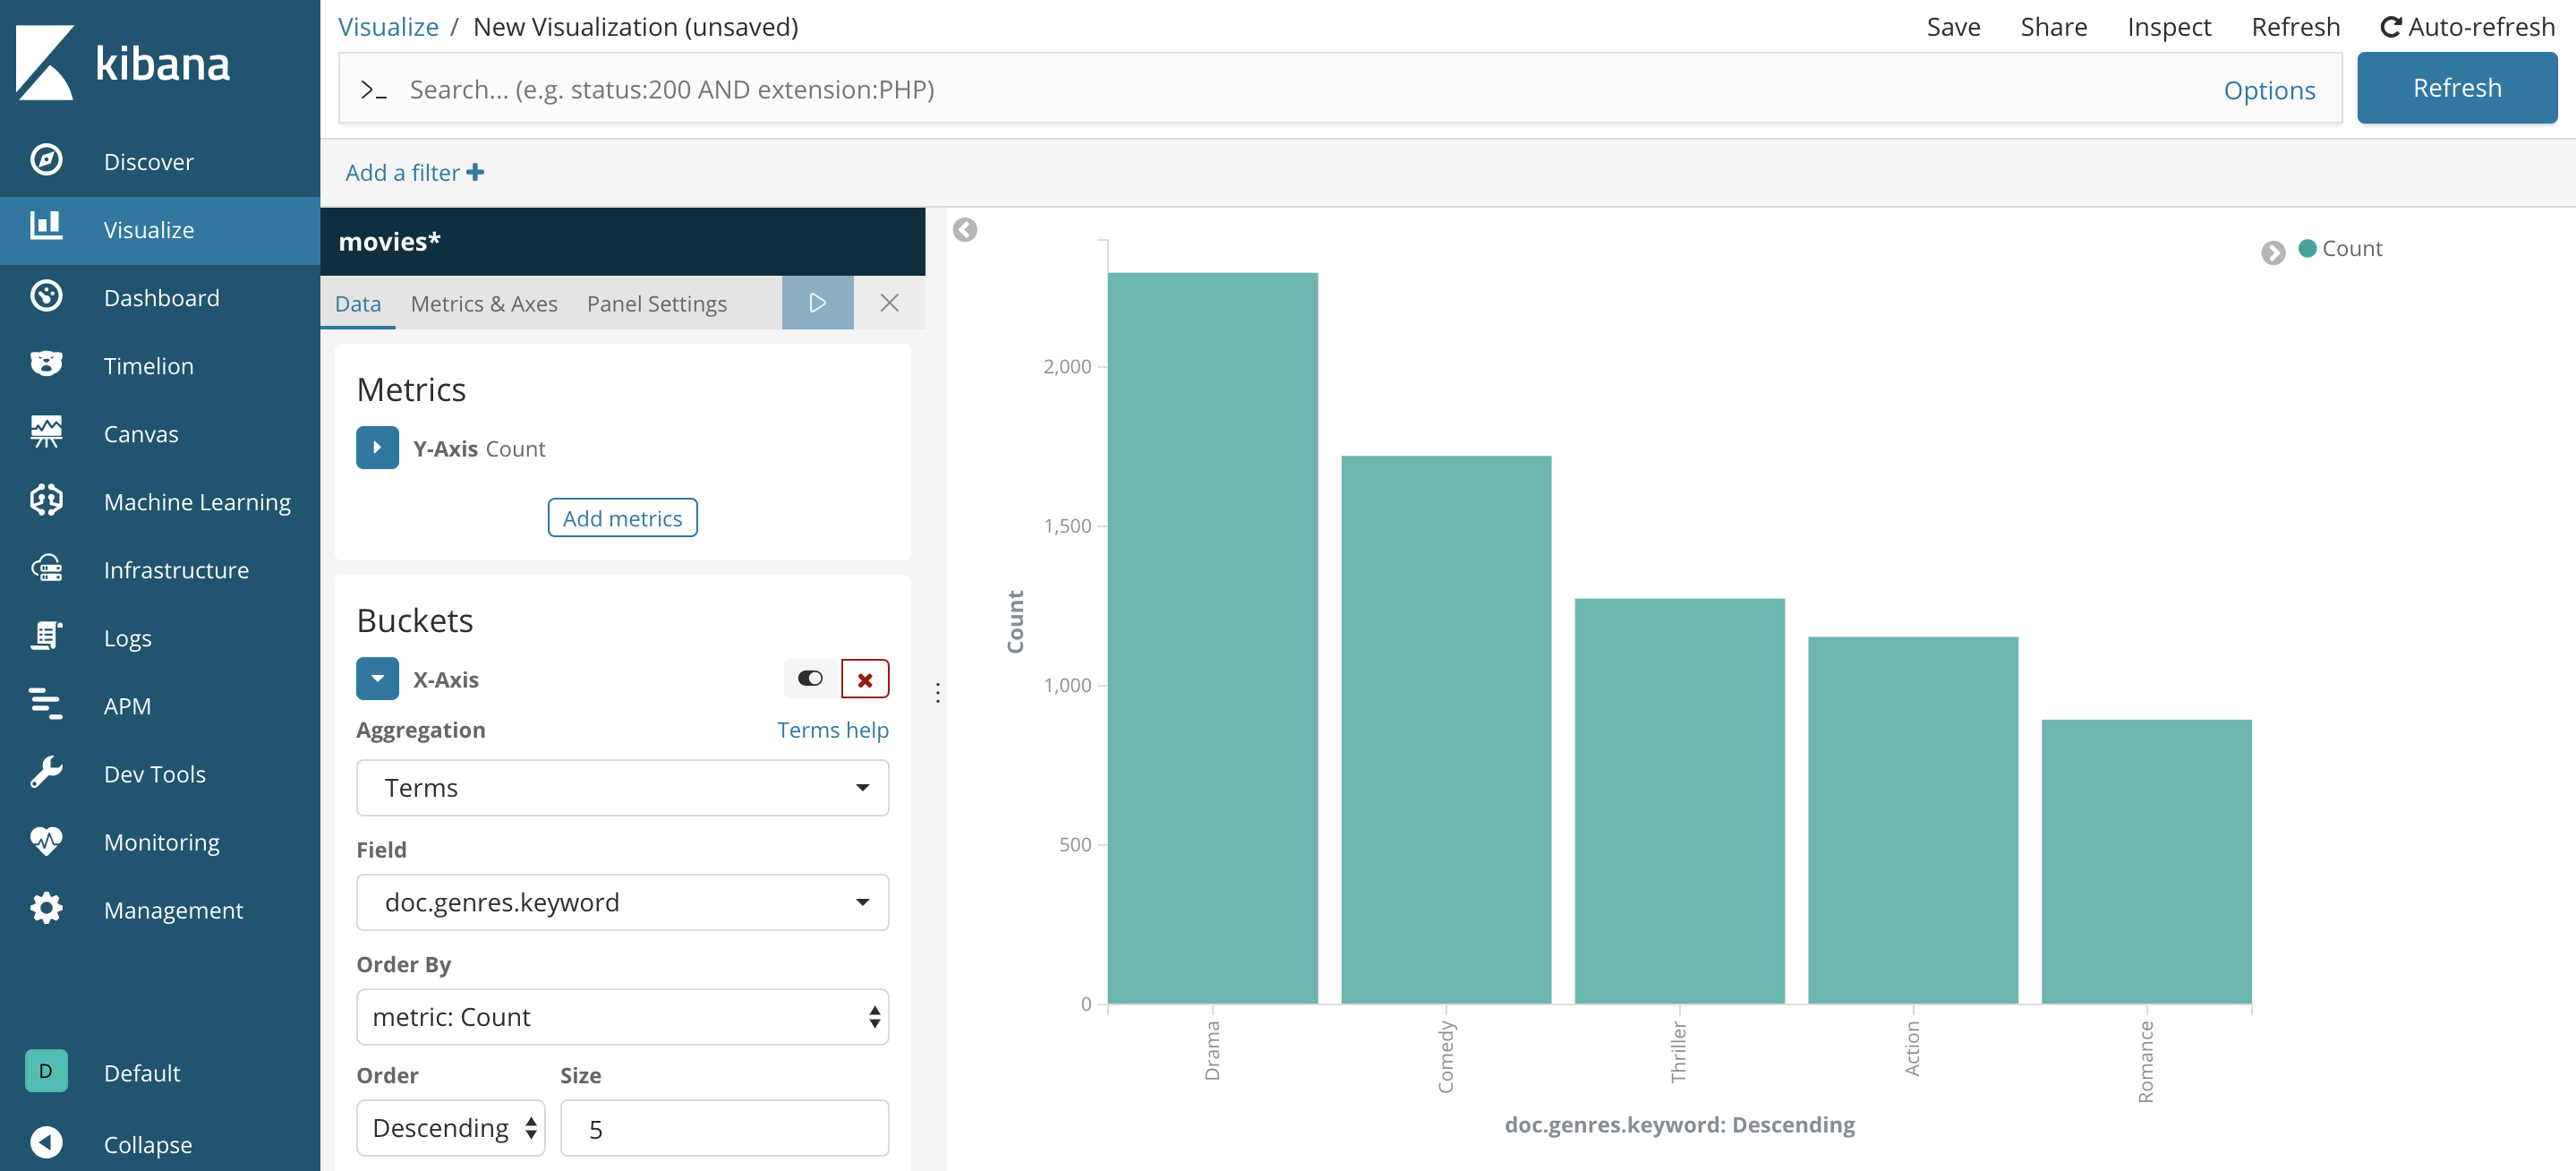 kibana
Discover
Visualize
Dashboard
Timelion
Canvas
Machine Learning
Infrastructure
Logs
APM
Dev Tools
Monitoring
Management
D Default
Collapse
Visualize / New Visualization (unsaved)
Save Share Inspect Refresh Auto-refresh
>_ Search... (e.g. status:200 AND extension:PHP) Options Refresh
Add a filter +
movies*
Data Metrics & Axes Panel Settings
Metrics
Y-Axis Count
Add metrics
Buckets
X-Axis
Aggregation Terms help
Terms
Field
doc.genres.keyword
Order By
metric: Count
Order Size
Descending 5
Count
2,000
1,500
1,000
500
0
Count
Drama
Comedy
Thriller
Action
Romance
doc.genres.keyword: Descending